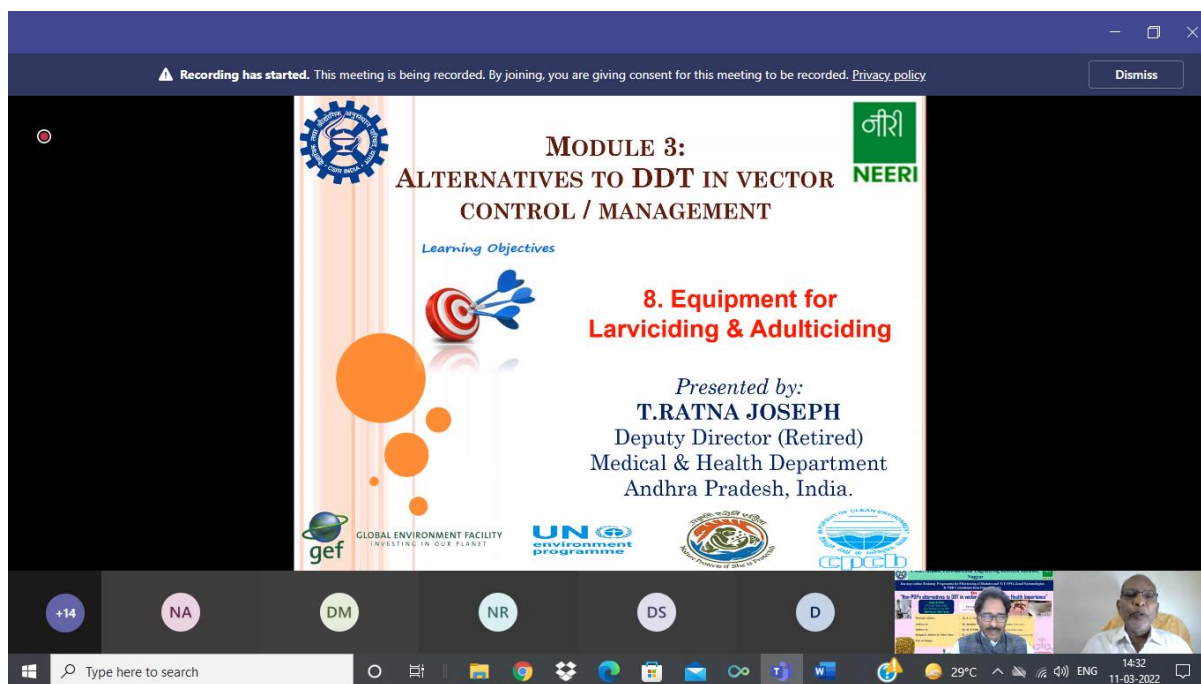 Recording has started. This meeting is being recorded. By joining, you are giving consent for this meeting to be recorded. Privacy policy
Dismiss
CSIR INDIA
नीरी
NEERI
MODULE 3:
ALTERNATIVES TO DDT IN VECTOR
CONTROL / MANAGEMENT
Learning Objectives
8. Equipment for
Larviciding & Adulticiding
Presented by:
T.RATNA JOSEPH
Deputy Director (Retired)
Medical & Health Department
Andhra Pradesh, India.
gef
GLOBAL ENVIRONMENT FACILITY
INVESTING IN OUR PLANET
UN
environment
programme
cpcb
+14
NA
DM
NR
DS
D
Nagpur
Type here to search
29°C
ENG
14:32
11-03-2022